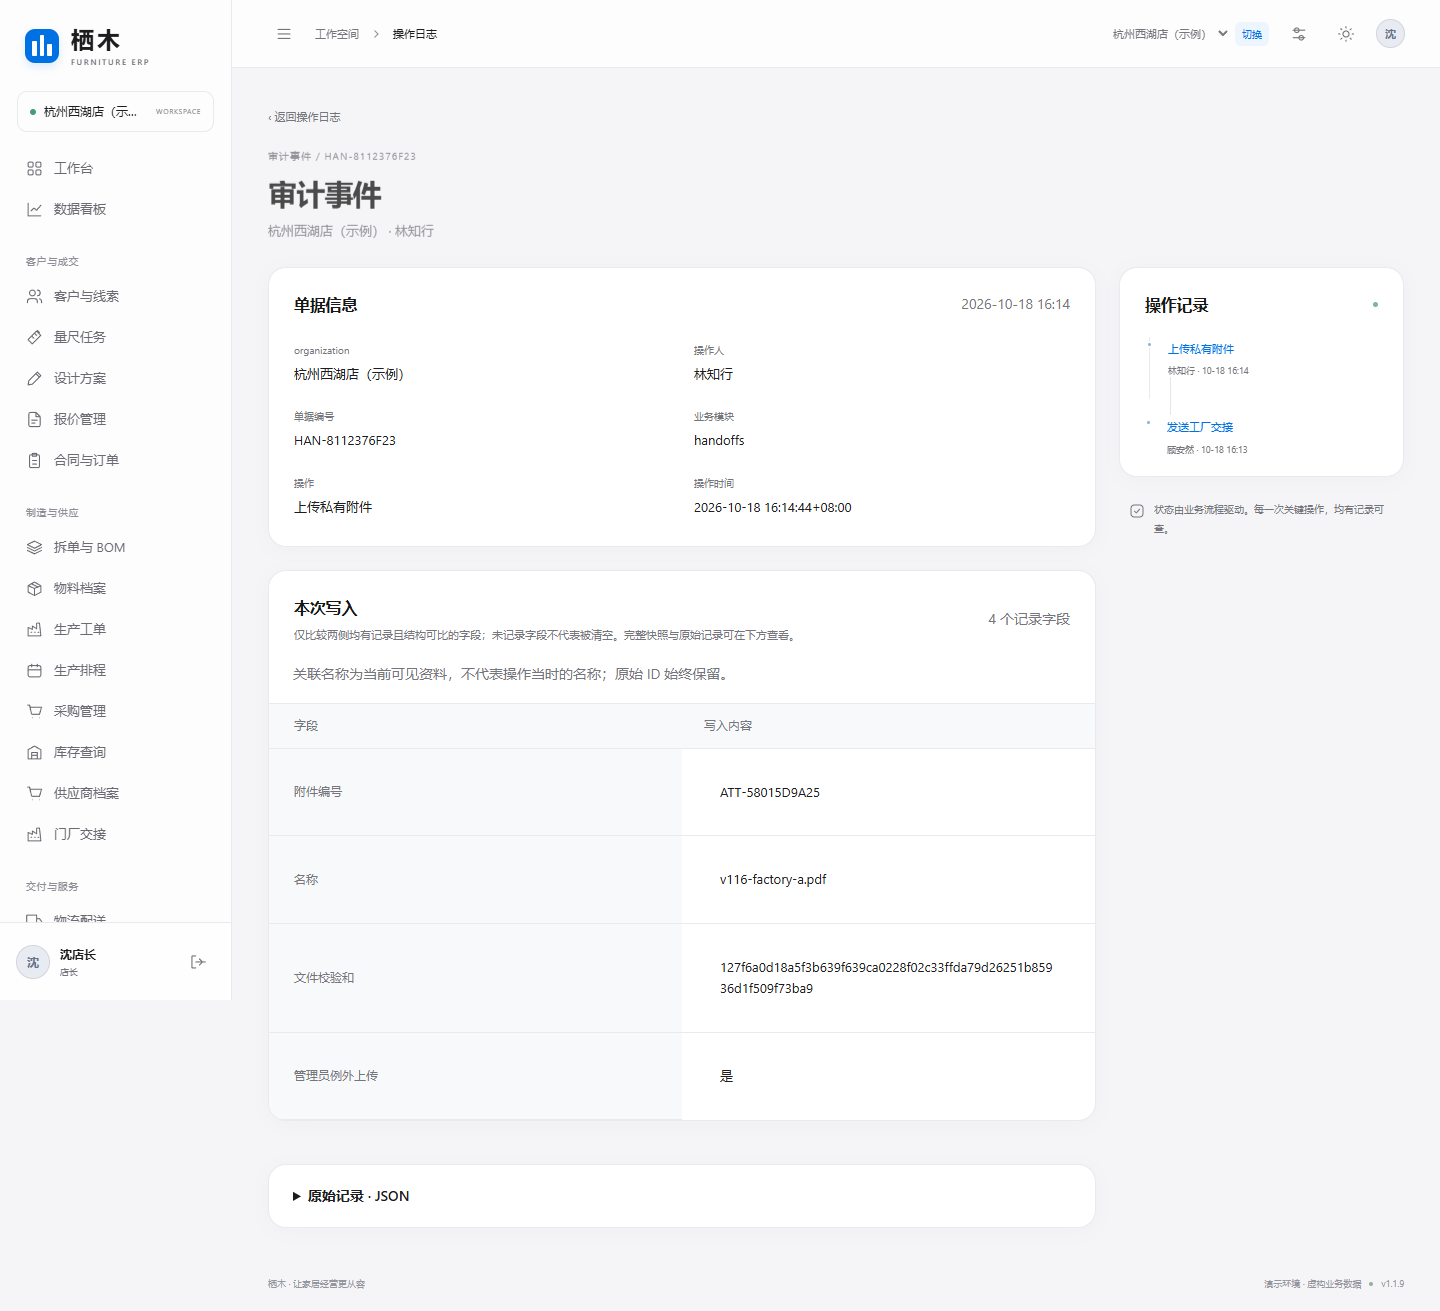 栖木
FURNITURE ERP
杭州西湖店（示...
WORKSPACE
工作台
数据看板
客户与成交
客户与线索
量尺任务
设计方案
报价管理
合同与订单
制造与供应
拆单与 BOM
物料档案
生产工单
生产排程
采购管理
库存查询
供应商档案
门厂交接
交付与服务
物流配送
沈
沈店长
店长
工作空间
操作日志
杭州西湖店（示例）
切换
沈
‹ 返回操作日志
审计事件 / HAN-8112376F23
审计事件
杭州西湖店（示例） · 林知行
单据信息
2026-10-18 16:14
organization
杭州西湖店（示例）
操作人
林知行
单据编号
HAN-8112376F23
业务模块
handoffs
操作
上传私有附件
操作时间
2026-10-18 16:14:44+08:00
操作记录
上传私有附件
林知行 · 10-18 16:14
发送工厂交接
顾安然 · 10-18 16:13
状态由业务流程驱动。每一次关键操作，均有记录可
查。
本次写入
仅比较两侧均有记录且结构可比的字段；未记录字段不代表被清空。完整快照与原始记录可在下方查看。
4 个记录字段
关联名称为当前可见资料，不代表操作当时的名称；原始 ID 始终保留。
字段
写入内容
附件编号
ATT-58015D9A25
名称
v116-factory-a.pdf
文件校验和
127f6a0d18a5f3b639f639ca0228f02c33ffda79d26251b859
36d1f509f73ba9
管理员例外上传
是
原始记录 · JSON
栖木 · 让家居经营更从容
演示环境 · 虚构业务数据
v1.1.9